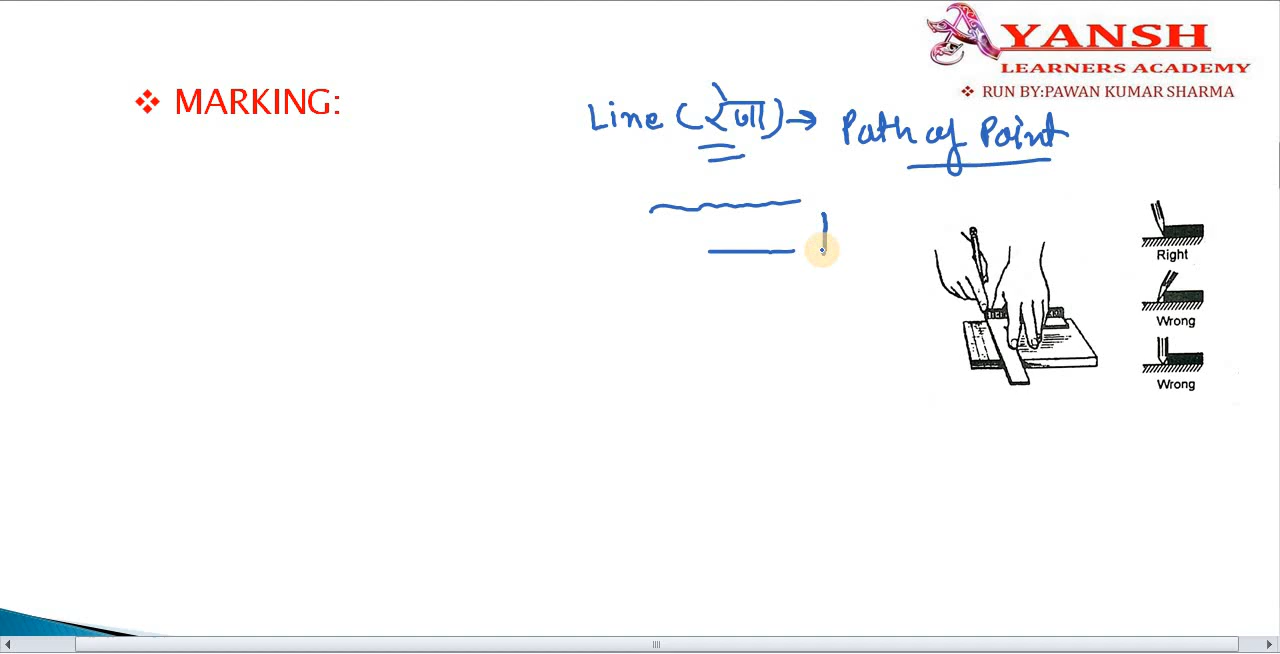 AYANSH
LEARNERS ACADEMY
❖ RUN BY:PAWAN KUMAR SHARMA
❖ MARKING:
Line (रेखा) → Path of Point
Right
Wrong
Wrong